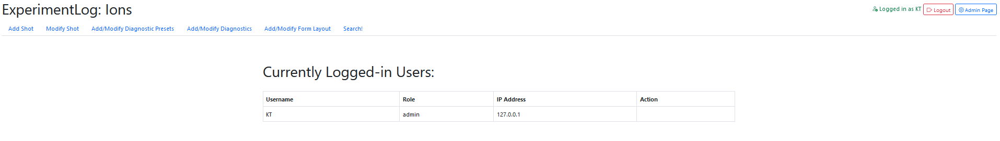 ExperimentLog: Ions
Logged in as KT Logout Admin Page
Add Shot Modify Shot Add/Modify Diagnostic Presets Add/Modify Diagnostics Add/Modify Form Layout Search!
Currently Logged-in Users:
Username Role IP Address Action
KT admin 127.0.0.1